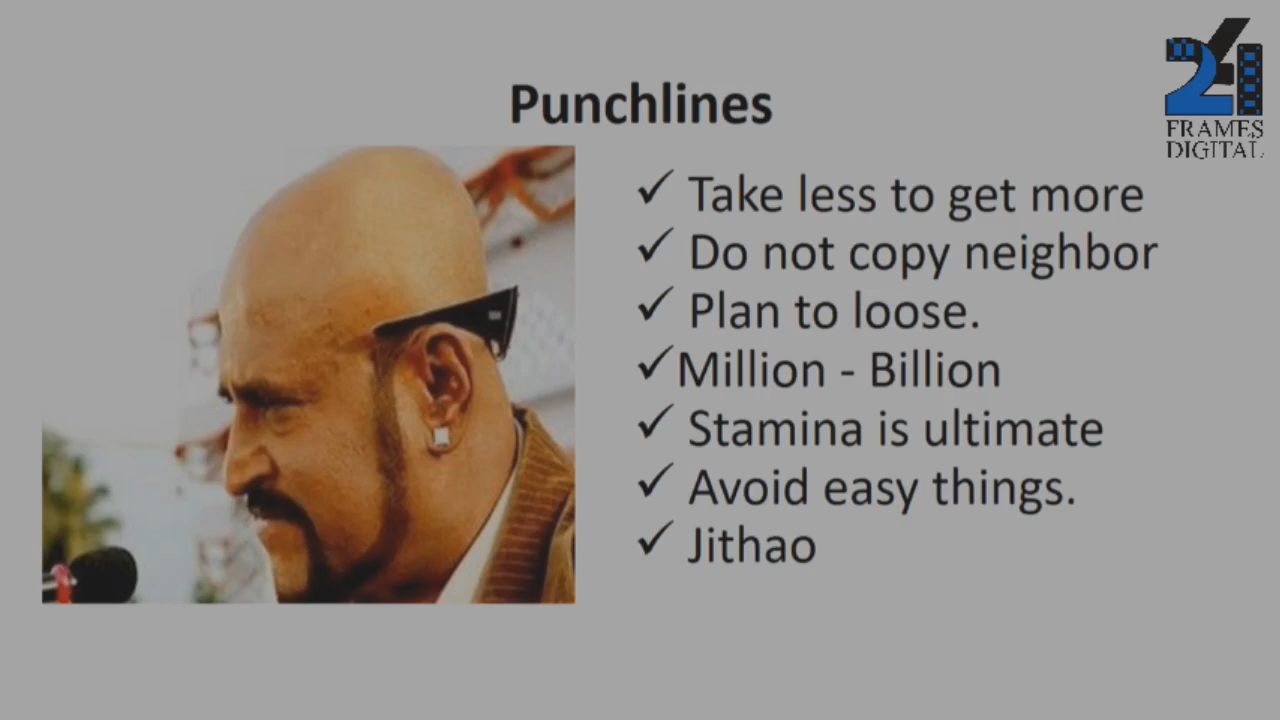 24
FRAMES
DIGITAL
Punchlines
✓ Take less to get more
✓ Do not copy neighbor
✓ Plan to loose.
✓Million - Billion
✓ Stamina is ultimate
✓ Avoid easy things.
✓ Jithao